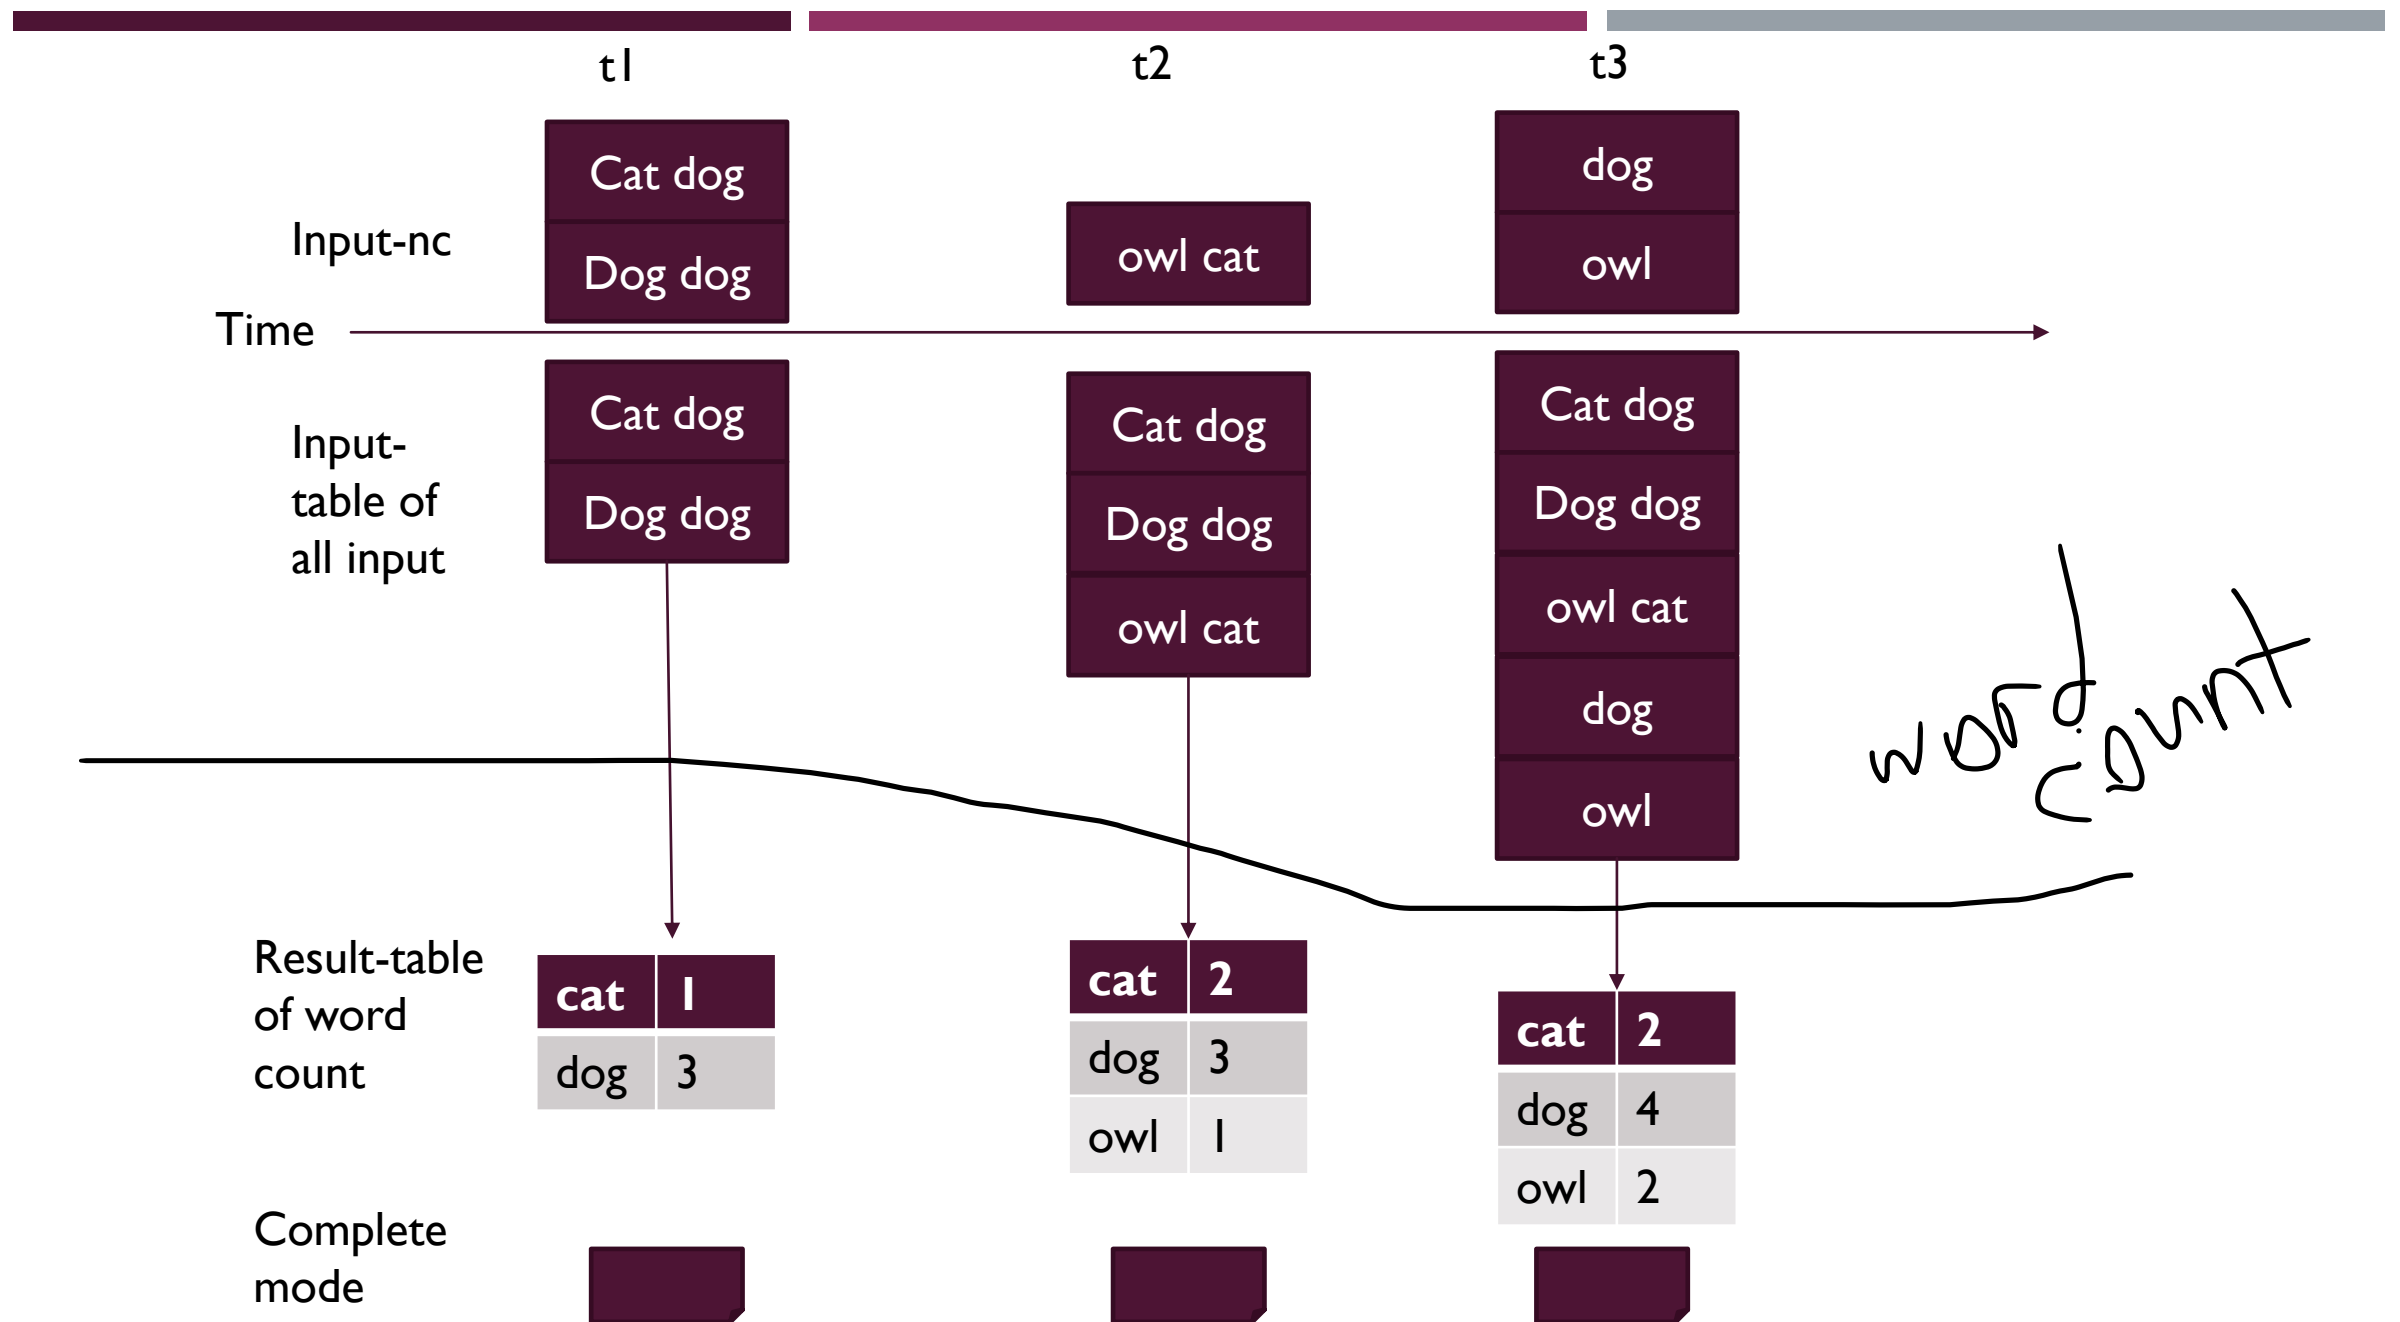 t1
t2
t3
Input-nc
Cat dog
Dog dog
owl cat
dog
owl
Time
Input-
table of
all input
Cat dog
Dog dog
Cat dog
Dog dog
owl cat
Cat dog
Dog dog
owl cat
dog
owl
word
count
Result-table
of word
count
cat 1
dog 3
cat 2
dog 3
owl 1
cat 2
dog 4
owl 2
Complete
mode